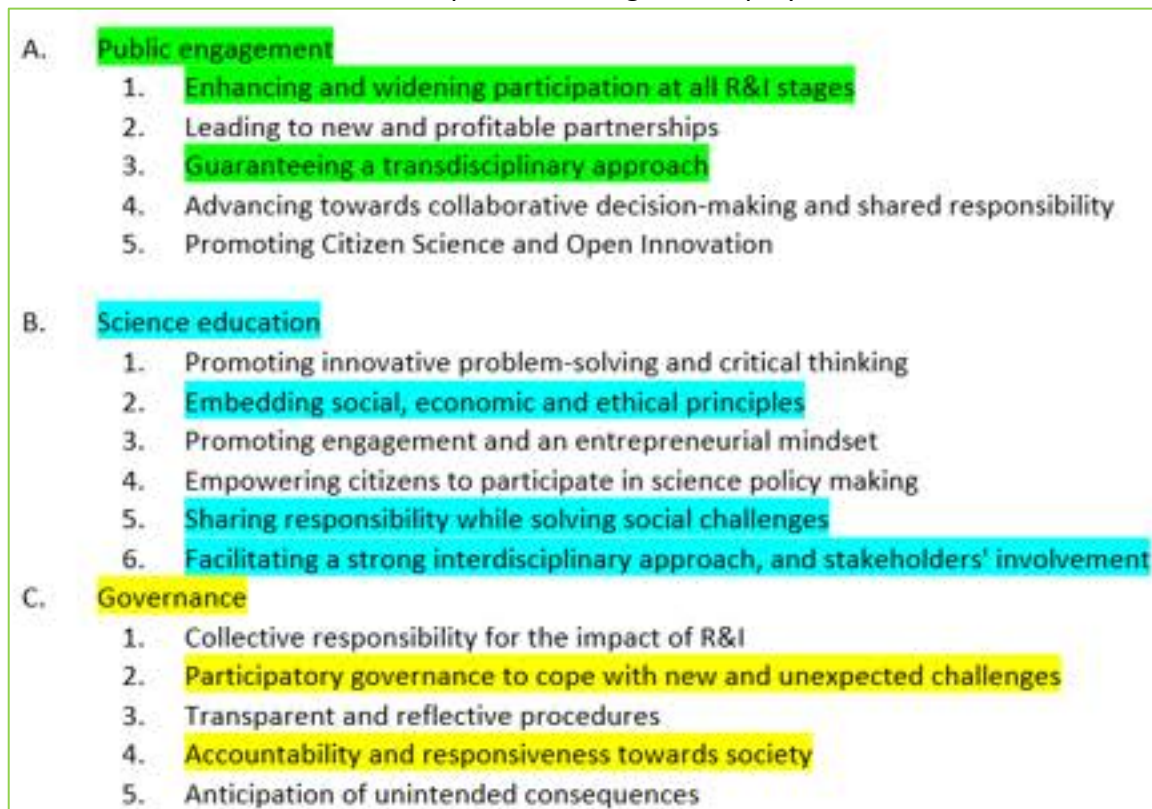 A. Public engagement
1. Enhancing and widening participation at all R&I stages
2. Leading to new and profitable partnerships
3. Guaranteeing a transdisciplinary approach
4. Advancing towards collaborative decision-making and shared responsibility
5. Promoting Citizen Science and Open Innovation
B. Science education
1. Promoting innovative problem-solving and critical thinking
2. Embedding social, economic and ethical principles
3. Promoting engagement and an entrepreneurial mindset
4. Empowering citizens to participate in science policy making
5. Sharing responsibility while solving social challenges
6. Facilitating a strong interdisciplinary approach, and stakeholders' involvement
C. Governance
1. Collective responsibility for the impact of R&I
2. Participatory governance to cope with new and unexpected challenges
3. Transparent and reflective procedures
4. Accountability and responsiveness towards society
5. Anticipation of unintended consequences